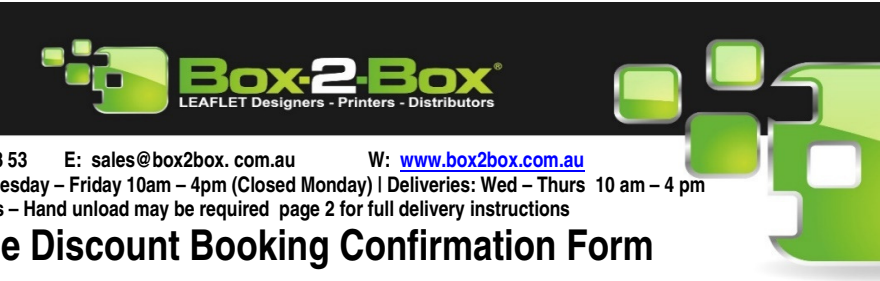 Box-2-Box®
LEAFLET Designers - Printers - Distributors
53 E: sales@box2box. com.au W: www.box2box.com.au
– Friday 10am – 4pm (Closed Monday) | Deliveries: Wed – Thurs 10 am – 4 pm
– Hand unload may be required page 2 for full delivery instructions
Discount Booking Confirmation Form